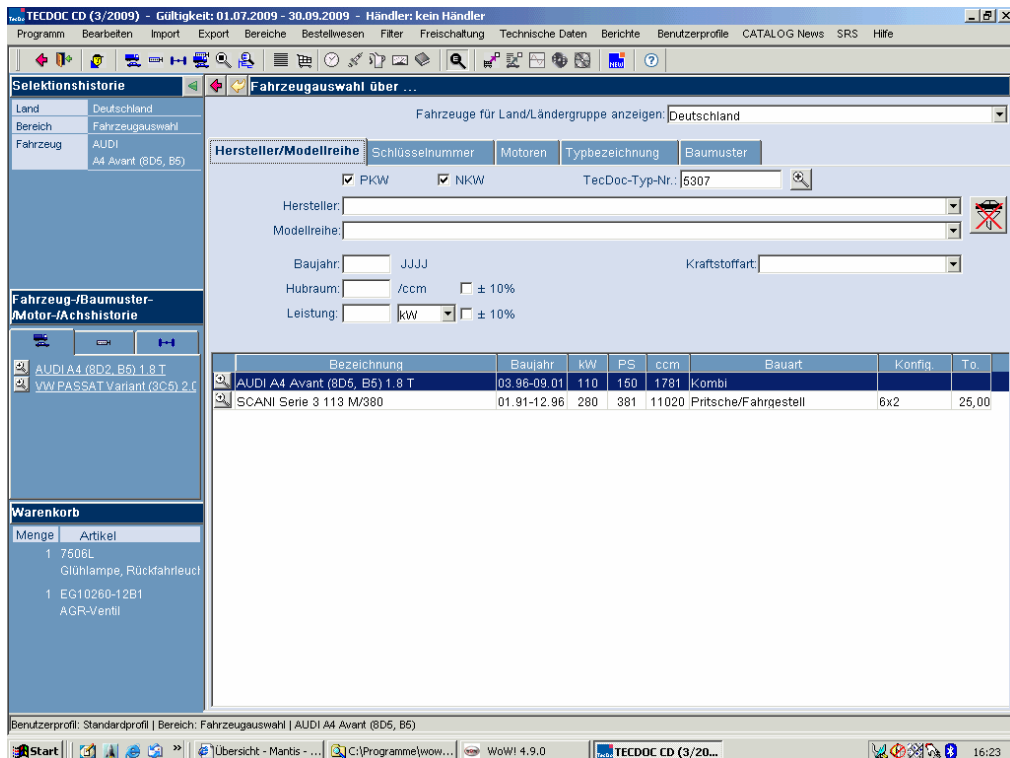 TECDOC CD (3/2009) - Gültigkeit: 01.07.2009 - 30.09.2009 - Händler: kein Händler
Programm Bearbeiten Import Export Bereiche Bestellwesen Filter Freischaltung Technische Daten Berichte Benutzerprofile CATALOG News SRS Hilfe
NEW
Selektionshistorie
Land Deutschland
Bereich Fahrzeugauswahl
Fahrzeug AUDI
A4 Avant (8D5, B5)
Fahrzeugauswahl über ...
Fahrzeuge für Land/Ländergruppe anzeigen: Deutschland
Hersteller/Modellreihe Schlüsselnummer Motoren Typbezeichnung Baumuster
PKW NKW TecDoc-Typ-Nr.: 5307
Hersteller:
Modellreihe:
Baujahr: JJJJ Kraftstoffart:
Hubraum: /ccm ± 10%
Leistung: kW ± 10%
Fahrzeug-/Baumuster-
/Motor-/Achshistorie
AUDI A4 (8D2, B5) 1.8 T
VW PASSAT Variant (3C5) 2.0
Bezeichnung Baujahr kW PS ccm Bauart Konfig. To.
AUDI A4 Avant (8D5, B5) 1.8 T 03.96-09.01 110 150 1781 Kombi
SCANI Serie 3 113 M/380 01.91-12.96 280 381 11020 Pritsche/Fahrgestell 6x2 25,00
Warenkorb
Menge Artikel
1 7506L
Glühlampe, Rückfahrleuch
1 EG10260-12B1
AGR-Ventil
Benutzerprofil: Standardprofil | Bereich: Fahrzeugauswahl | AUDI A4 Avant (8D5, B5)
Start Übersicht - Mantis - ... C:\Programme\wow... WoW! 4.9.0 TECDOC CD (3/20... 16:23